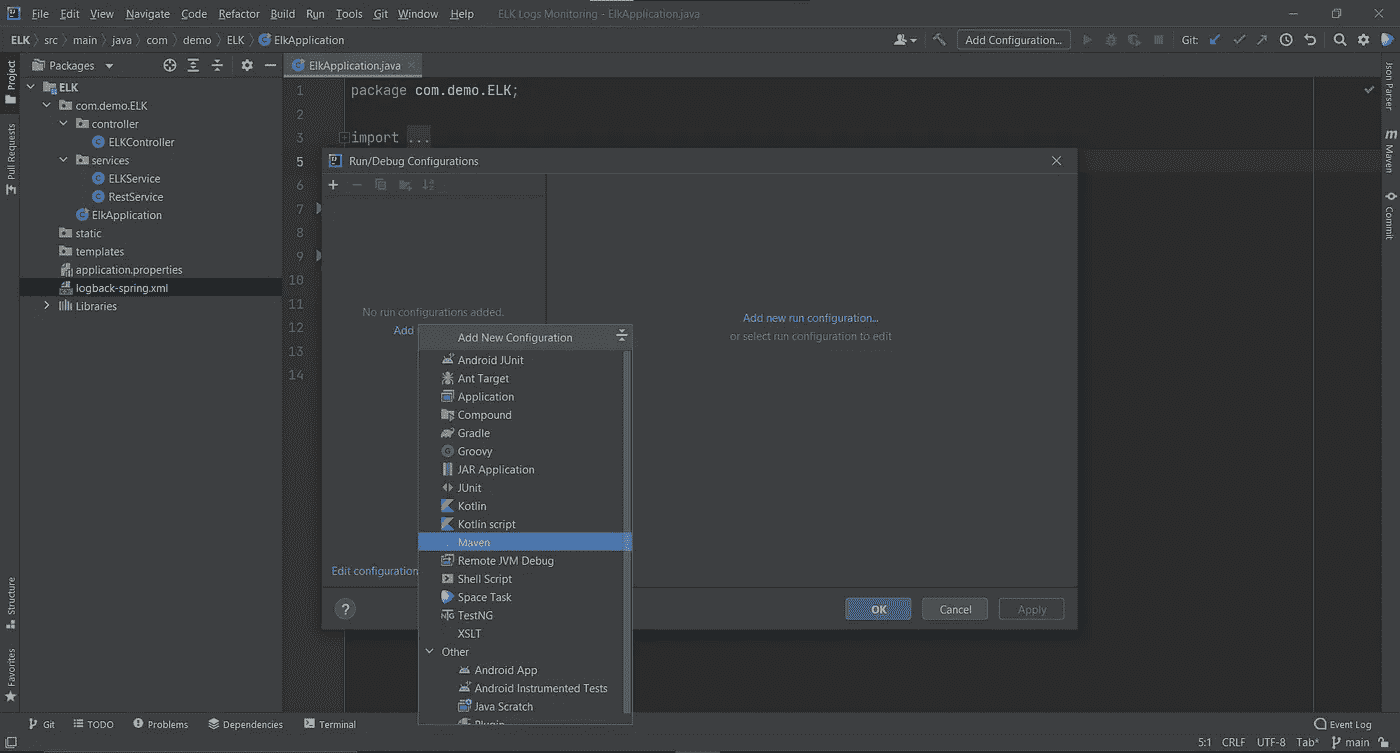 File Edit View Navigate Code Refactor Build Run Tools Git Window Help ELK Logs Monitoring - ElkApplication.java
ELK src main java com demo ELK ElkApplication Add Configuration... Git:
Project
Pull Requests
Structure
Favorites
Packages
ELK
com.demo.ELK
controller
ELKController
services
ELKService
RestService
ElkApplication
static
templates
application.properties
logback-spring.xml
Libraries
ElkApplication.java
1 package com.demo.ELK;
2
3 import ...
5
6
7
8
9
10
11
12
13
14
Run/Debug Configurations
No run configurations added.
Add
Edit configuration
Add new run configuration...
or select run configuration to edit
Add New Configuration
Android JUnit
Ant Target
Application
Compound
Gradle
Groovy
JAR Application
JUnit
Kotlin
Kotlin script
Maven
Remote JVM Debug
Shell Script
Space Task
TestNG
XSLT
Other
Android App
Android Instrumented Tests
Java Scratch
?
OK Cancel Apply
Json Parser
Maven
Commit
Git TODO Problems Dependencies Terminal Event Log
5:1 CRLF UTF-8 Tab* main